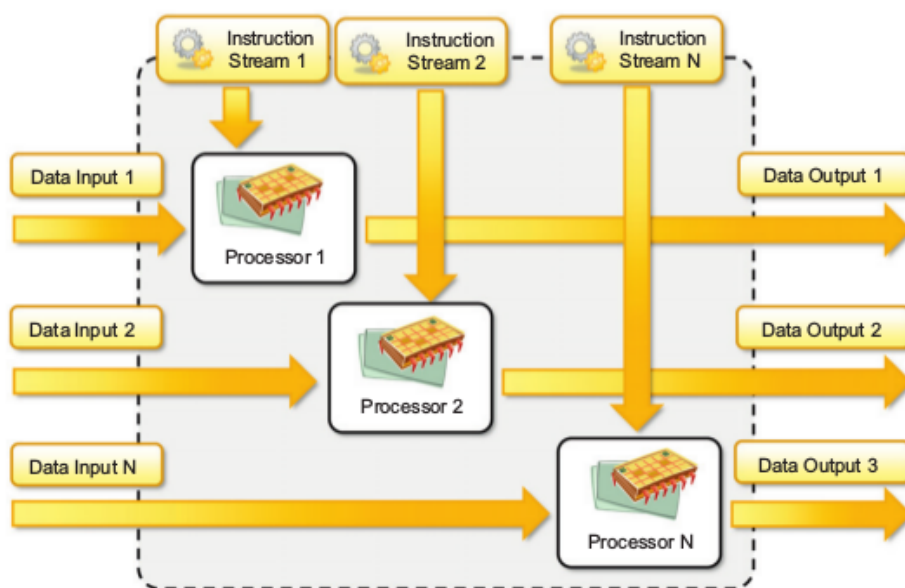 Instruction
Stream 1
Instruction
Stream 2
Instruction
Stream N
Data Input 1
Data Output 1
Processor 1
Data Input 2
Data Output 2
Processor 2
Data Input N
Data Output 3
Processor N